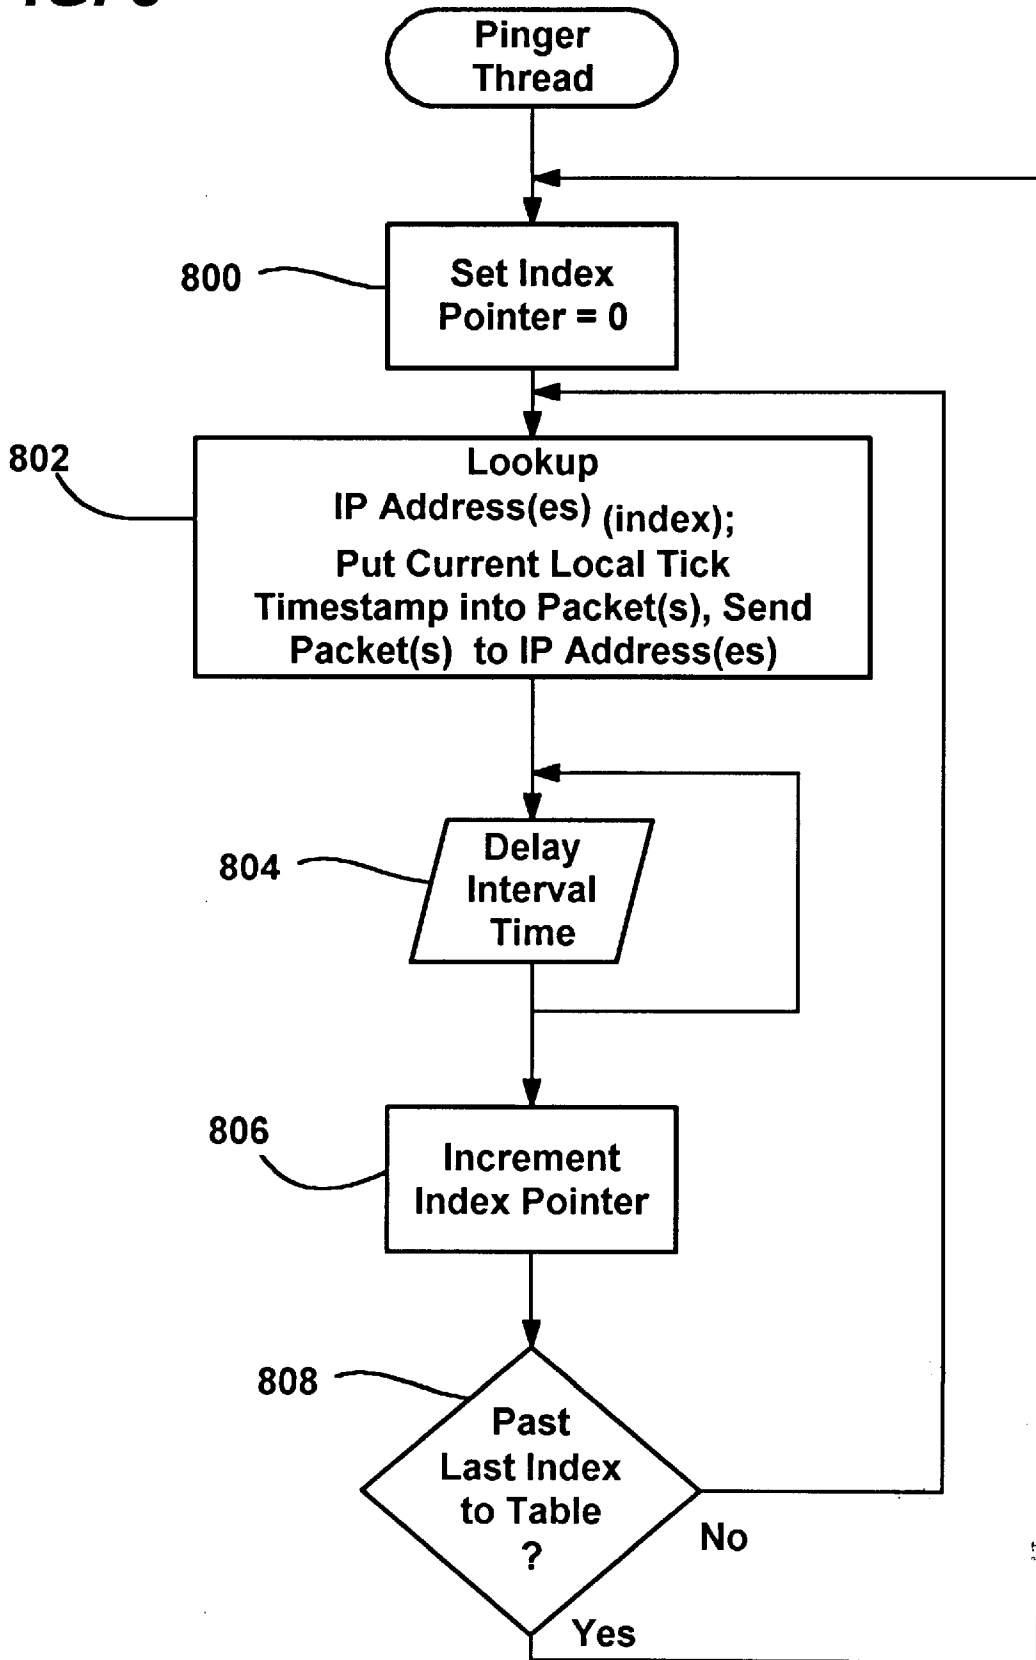 Pinger
Thread
800
Set Index
Pointer = 0
802
Lookup
IP Address(es) (index);
Put Current Local Tick
Timestamp into Packet(s), Send
Packet(s) to IP Address(es)
804
Delay
Interval
Time
806
Increment
Index Pointer
808
Past
Last Index
to Table
?
No
Yes